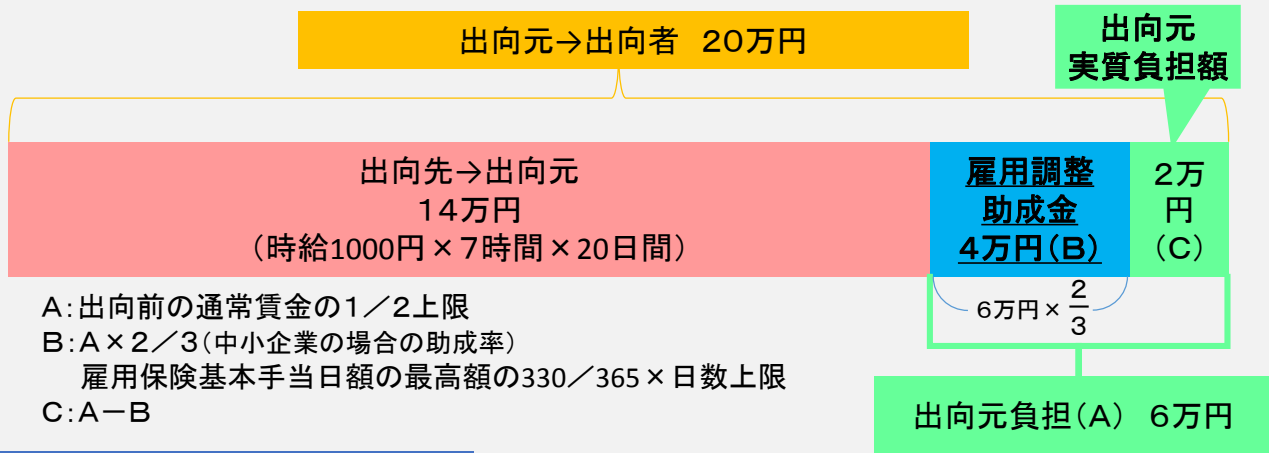 出向元→出向者 20万円
出向元
実質負担額
出向先→出向元
14万円
（時給1000円×7時間×20日間）
雇用調整
助成金
4万円(B)
2万
円
(C)
6万円×2/3
A:出向前の通常賃金の1／2上限
B:A×2／3(中小企業の場合の助成率)
雇用保険基本手当日額の最高額の330／365×日数上限
C:A－B
出向元負担(A) 6万円